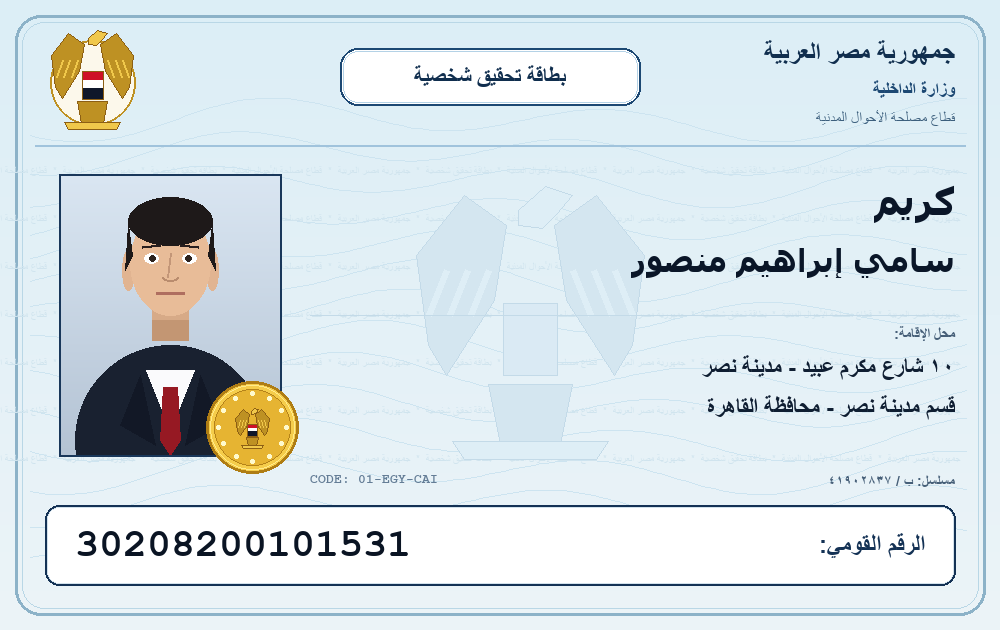 جمهورية مصر العربية
وزارة الداخلية
قطاع مصلحة الأحوال المدنية
بطاقة تحقيق شخصية
كريم
سامي إبراهيم منصور
محل الإقامة:
١٠ شارع مكرم عبيد - مدينة نصر
قسم مدينة نصر - محافظة القاهرة
مسلسل: ب / ٤١٩٠٢٨٣٧
CODE: 01-EGY-CAI
الرقم القومي:
30208200101531